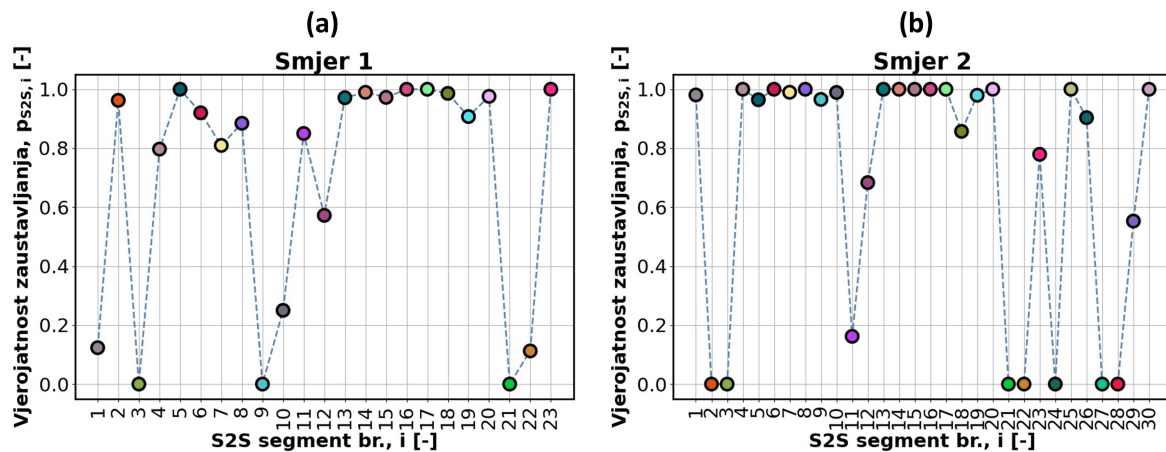 (a)
Smjer 1
Vjerojatnost zaustavljanja, pS2S, i [-]
1.0
0.8
0.6
0.4
0.2
0.0
1 2 3 4 5 6 7 8 9 10 11 12 13 14 15 16 17 18 19 20 21 22 23
S2S segment br., i [-]
(b)
Smjer 2
Vjerojatnost zaustavljanja, pS2S, i [-]
1.0
0.8
0.6
0.4
0.2
0.0
1 2 3 4 5 6 7 8 9 10 11 12 13 14 15 16 17 18 19 20 21 22 23 24 25 26 27 28 29 30
S2S segment br., i [-]